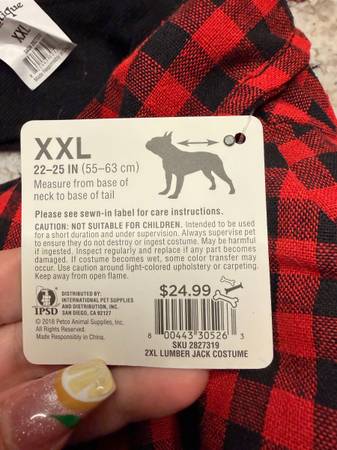 tique
XXL
Made Responsibly
XXL
22–25 IN (55–63 cm)
Measure from base of
neck to base of tail
Please see sewn-in label for care instructions.
CAUTION: NOT SUITABLE FOR CHILDREN. Intended to be used
for a short duration and under supervision. Always supervise pet
to ensure they do not destroy or ingest costume. May be harmful
if ingested. Inspect regularly and replace if any part becomes
damaged. If costume becomes wet, some color transfer may
occur. Use caution around light-colored upholstery or carpeting.
Keep away from open flame.
IPSD
DISTRIBUTED BY:
INTERNATIONAL PET SUPPLIES
AND DISTRIBUTION, INC.
SAN DIEGO, CA 92127
© 2018 Petco Animal Supplies, Inc.
All Rights Reserved.
Made Responsibly in China.
$24.99
8 00443 30526 3
SKU 2827319
2XL LUMBER JACK COSTUME